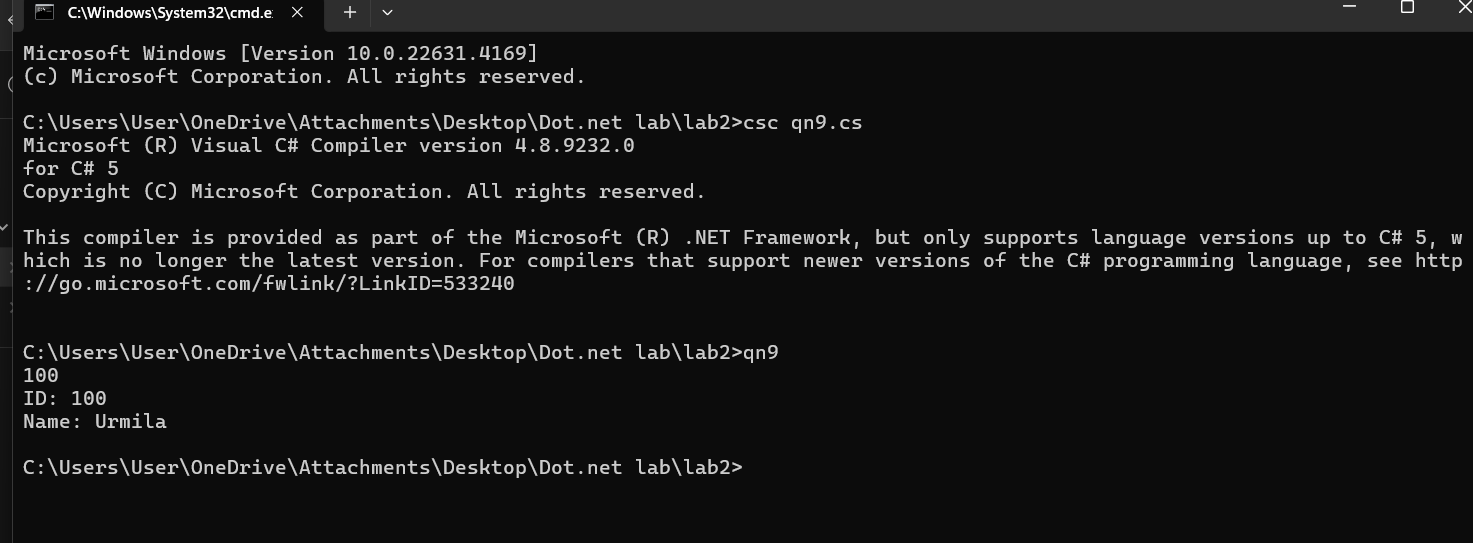 C:\Windows\System32\cmd.e
Microsoft Windows [Version 10.0.22631.4169]
(c) Microsoft Corporation. All rights reserved.
C:\Users\User\OneDrive\Attachments\Desktop\Dot.net lab\lab2>csc qn9.cs
Microsoft (R) Visual C# Compiler version 4.8.9232.0
for C# 5
Copyright (C) Microsoft Corporation. All rights reserved.
This compiler is provided as part of the Microsoft (R) .NET Framework, but only supports language versions up to C# 5, w
hich is no longer the latest version. For compilers that support newer versions of the C# programming language, see http
://go.microsoft.com/fwlink/?LinkID=533240
C:\Users\User\OneDrive\Attachments\Desktop\Dot.net lab\lab2>qn9
100
ID: 100
Name: Urmila
C:\Users\User\OneDrive\Attachments\Desktop\Dot.net lab\lab2>